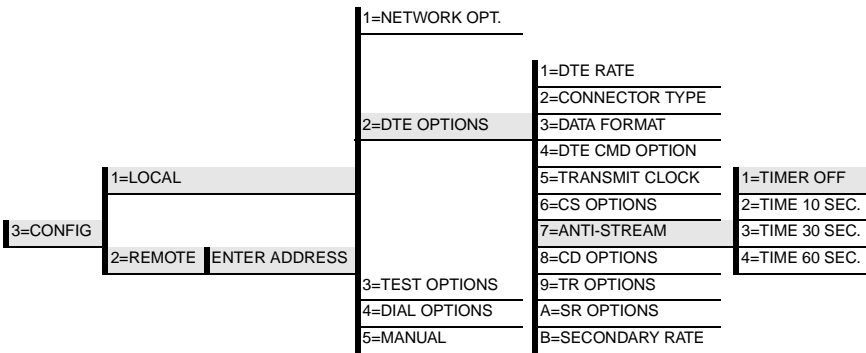 1=NETWORK OPT.
1=DTE RATE
2=CONNECTOR TYPE
2=DTE OPTIONS
3=DATA FORMAT
4=DTE CMD OPTION
1=LOCAL
5=TRANSMIT CLOCK
1=TIMER OFF
6=CS OPTIONS
2=TIME 10 SEC.
3=CONFIG
7=ANTI-STREAM
3=TIME 30 SEC.
2=REMOTE
ENTER ADDRESS
8=CD OPTIONS
4=TIME 60 SEC.
3=TEST OPTIONS
9=TR OPTIONS
4=DIAL OPTIONS
A=SR OPTIONS
5=MANUAL
B=SECONDARY RATE